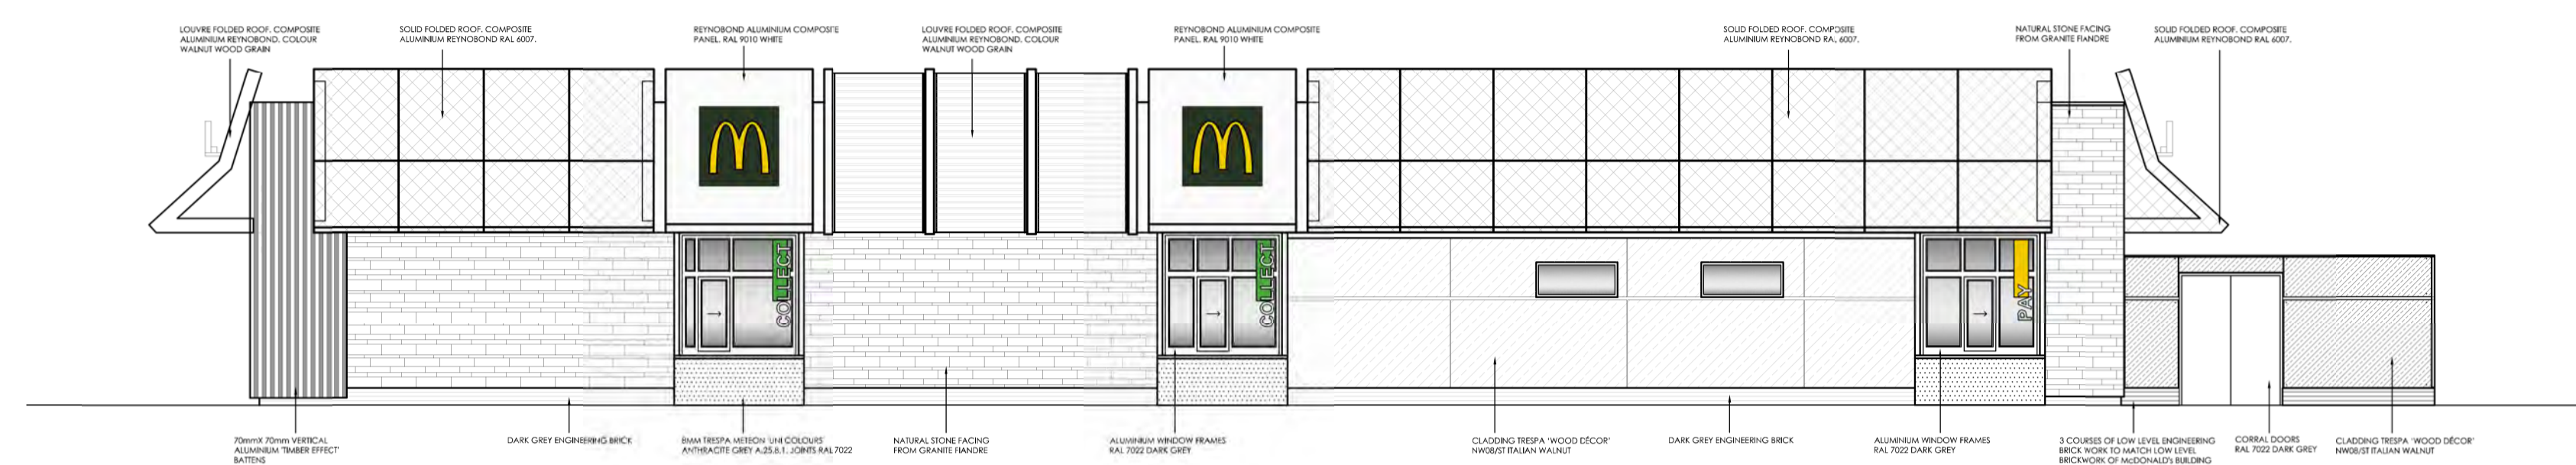 LOUVRE FOLDED ROOF. COMPOSITE
ALUMINIUM REYNOBOND. COLOUR
WALNUT WOOD GRAIN
SOLID FOLDED ROOF. COMPOSITE
ALUMINIUM REYNOBOND RAL 6007.
REYNOBOND ALUMINIUM COMPOSITE
PANEL. RAL 9010 WHITE
LOUVRE FOLDED ROOF. COMPOSITE
ALUMINIUM REYNOBOND. COLOUR
WALNUT WOOD GRAIN
REYNOBOND ALUMINIUM COMPOSITE
PANEL. RAL 9010 WHITE
SOLID FOLDED ROOF. COMPOSITE
ALUMINIUM REYNOBOND RAL 6007.
NATURAL STONE FACING
FROM GRANITE FIANDRE
SOLID FOLDED ROOF. COMPOSITE
ALUMINIUM REYNOBOND RAL 6007.
COLLECT
COLLECT
PAY
70mmX 70mm VERTICAL
ALUMINIUM 'TIMBER EFFECT'
BATTENS
DARK GREY ENGINEERING BRICK
8MM TRESPA METEON 'UNI COLOURS'
ANTHRACITE GREY A.25.8.1. JOINTS RAL 7022
NATURAL STONE FACING
FROM GRANITE FIANDRE
ALUMINIUM WINDOW FRAMES
RAL 7022 DARK GREY
CLADDING TRESPA 'WOOD DÉCOR'
NW08/ST ITALIAN WALNUT
DARK GREY ENGINEERING BRICK
ALUMINIUM WINDOW FRAMES
RAL 7022 DARK GREY
3 COURSES OF LOW LEVEL ENGINEERING
BRICK WORK TO MATCH LOW LEVEL
BRICKWORK OF McDONALD's BUILDING
CORRAL DOORS
RAL 7022 DARK GREY
CLADDING TRESPA 'WOOD DÉCOR'
NW08/ST ITALIAN WALNUT